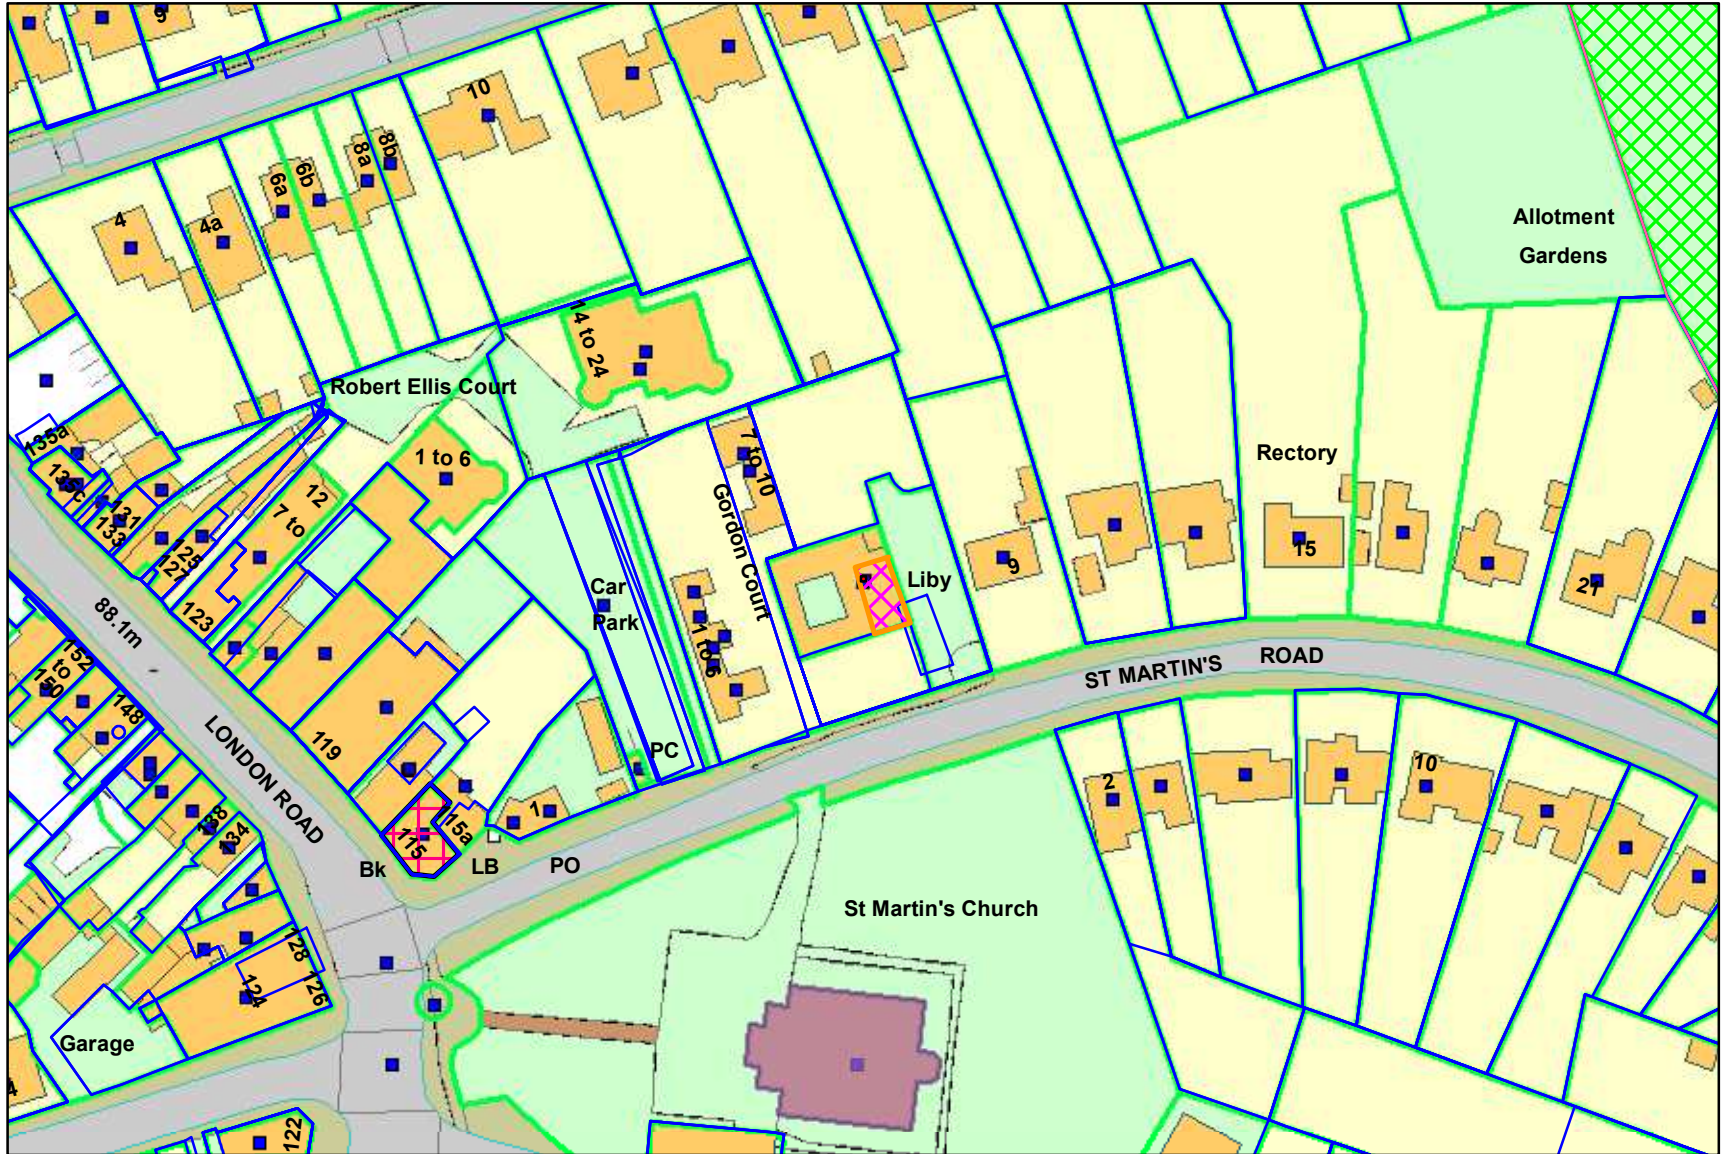 9
10
8b
8a
6b
6a
4a
4
Allotment
Gardens
14 to 24
Robert Ellis Court
135a
135c
131
133
1 to 6
12
7 to
7 to 10
Gordon Court
Rectory
125
127
123
Car
Park
1 to 6
Liby
9
15
21
88.1m
152
to
150
148
ST MARTIN'S ROAD
LONDON ROAD
119
PC
2
10
1
15a
115
138
134
Bk
LB
PO
St Martin's Church
128
126
124
Garage
4
122